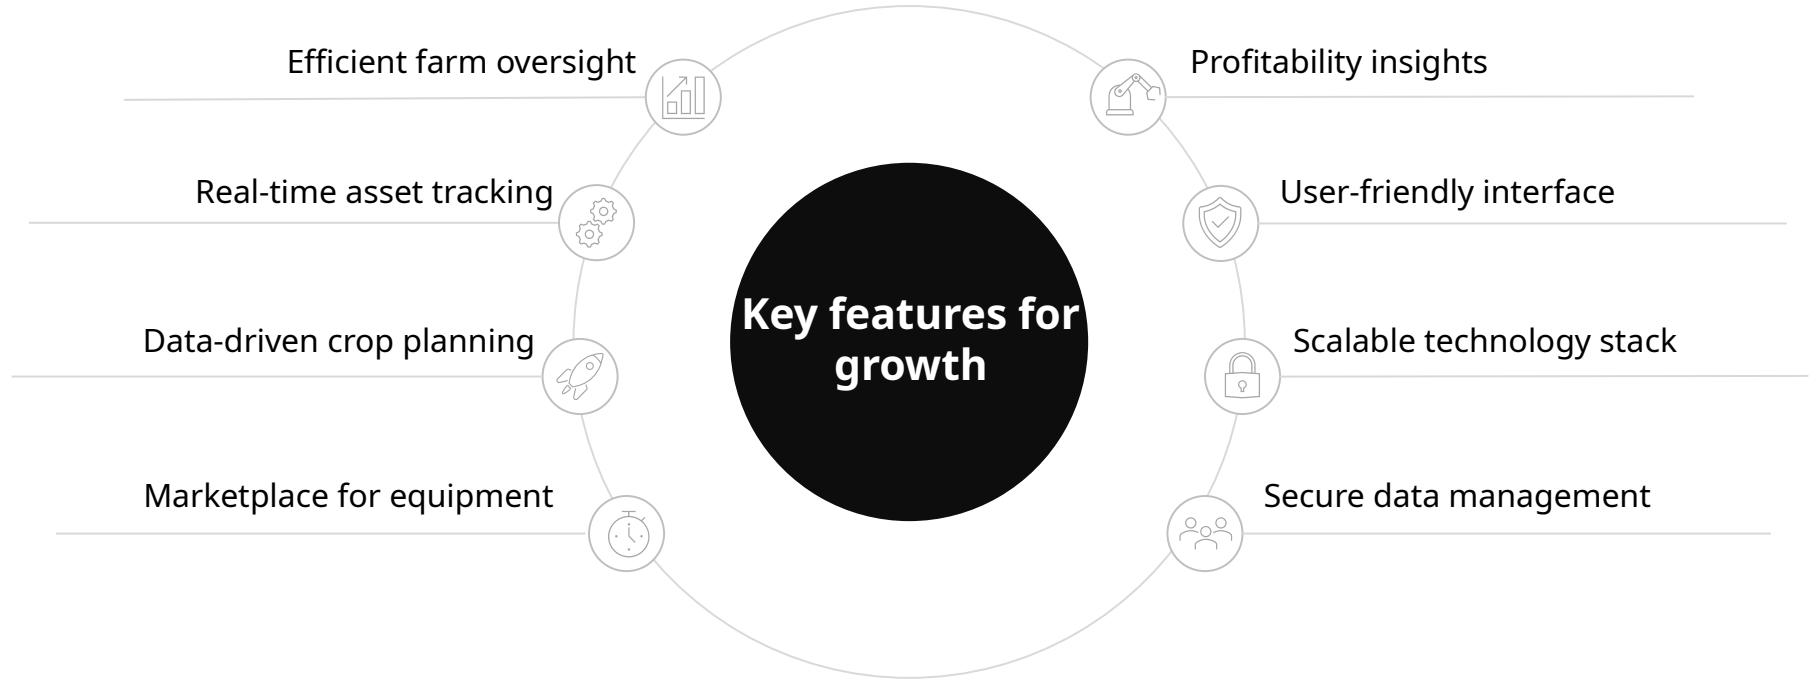 Efficient farm oversight
Real-time asset tracking
Data-driven crop planning
Marketplace for equipment
Key features for
growth
Profitability insights
User-friendly interface
Scalable technology stack
Secure data management